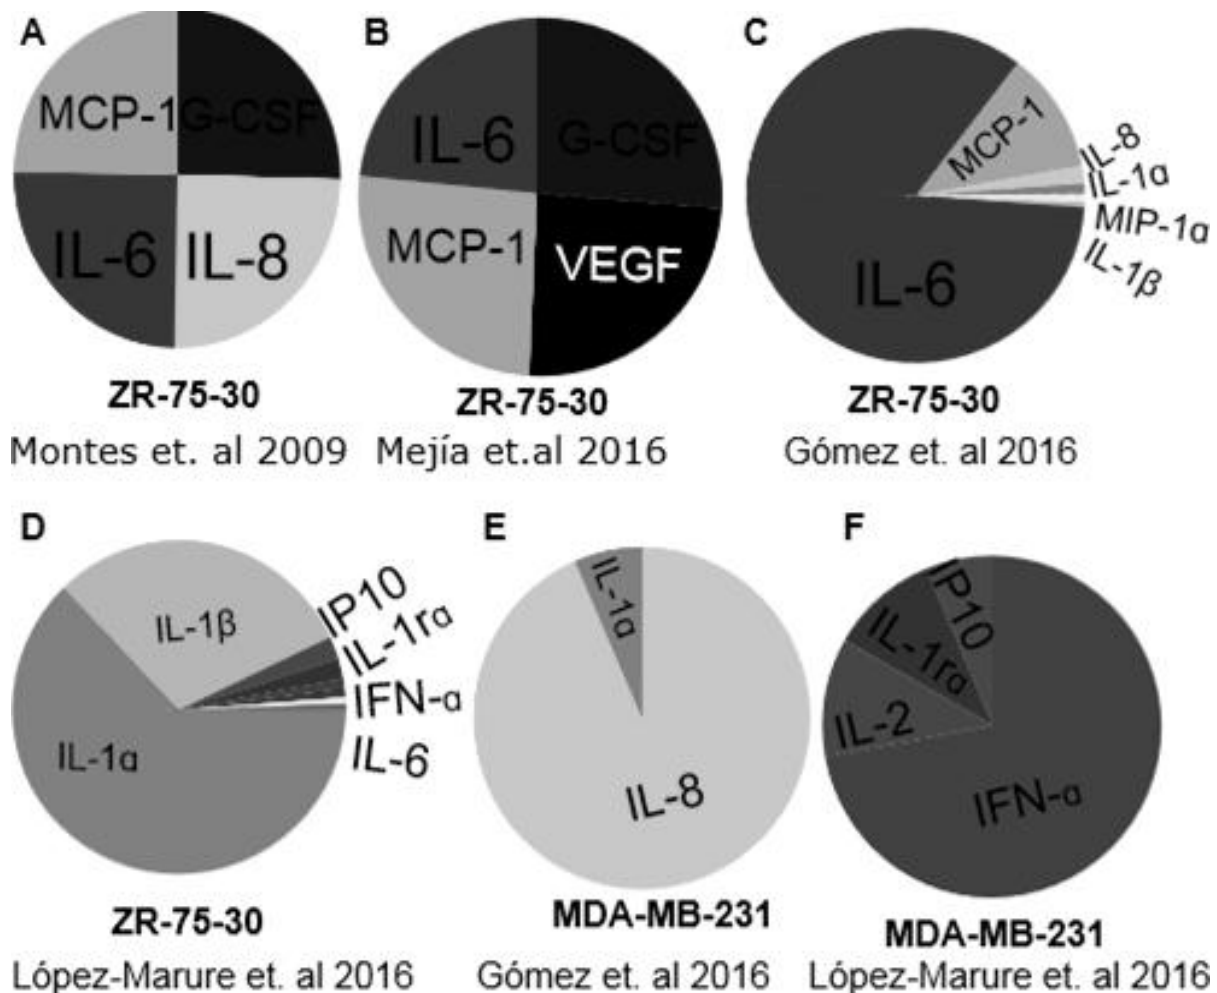 A
MCP-1
G-CSF
IL-6
IL-8
ZR-75-30
Montes et. al 2009
B
IL-6
G-CSF
MCP-1
VEGF
ZR-75-30
Mejía et.al 2016
C
MCP-1
IL-8
IL-1α
MIP-1α
IL-1β
IL-6
ZR-75-30
Gómez et. al 2016
D
IL-1β
IP10
IL-1rα
IFN-α
IL-6
IL-1α
ZR-75-30
López-Marure et. al 2016
E
IL-1α
IL-8
MDA-MB-231
Gómez et. al 2016
F
IP10
IL-1rα
IL-2
IFN-α
MDA-MB-231
López-Marure et. al 2016